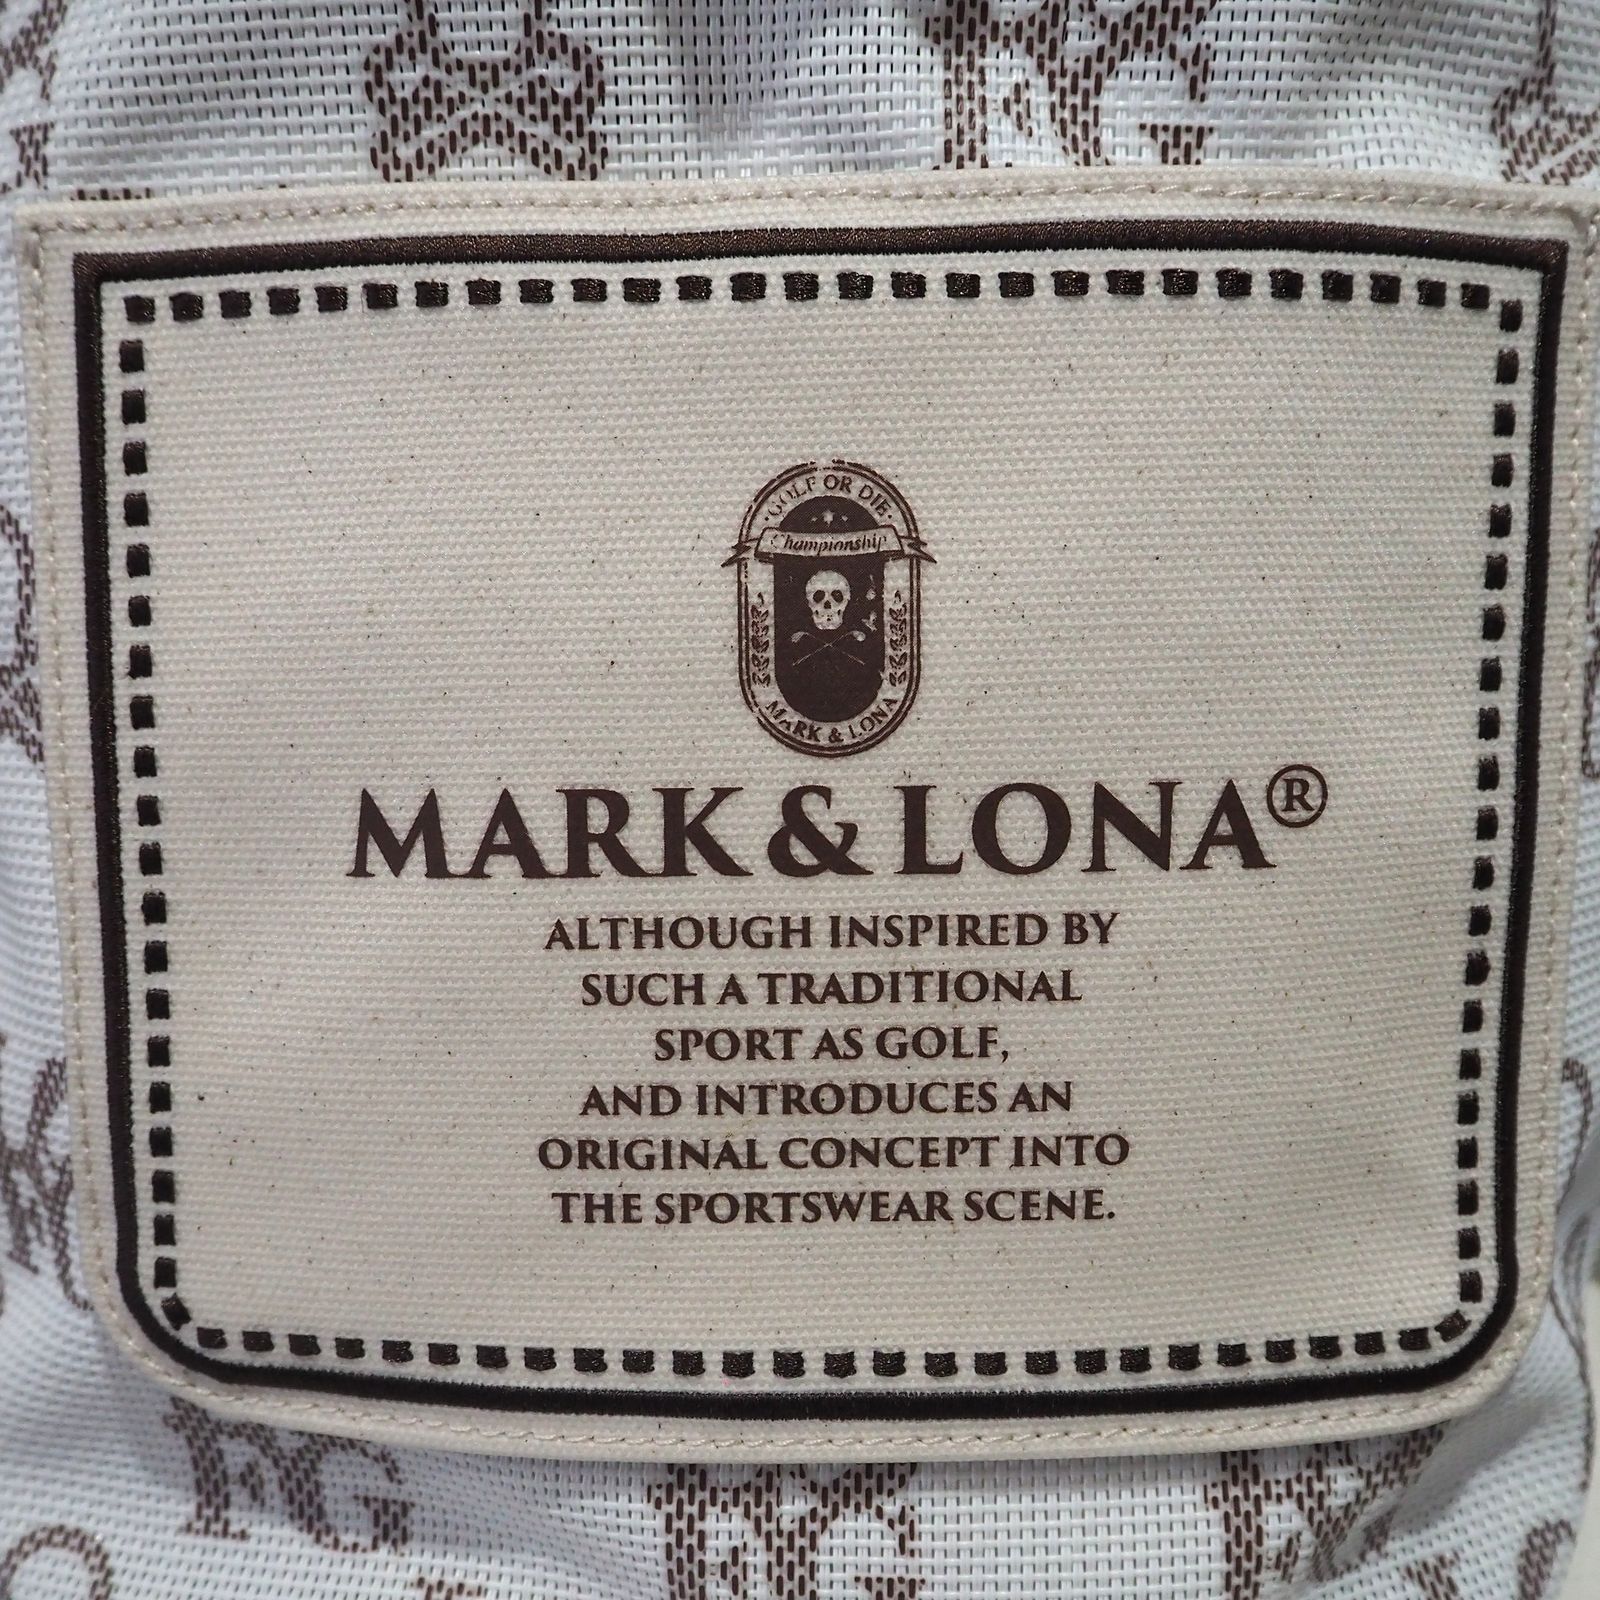 GOLF OR DIE
Championship
MARK & LONA
MARK & LONA®
ALTHOUGH INSPIRED BY
SUCH A TRADITIONAL
SPORT AS GOLF,
AND INTRODUCES AN
ORIGINAL CONCEPT INTO
THE SPORTSWEAR SCENE.